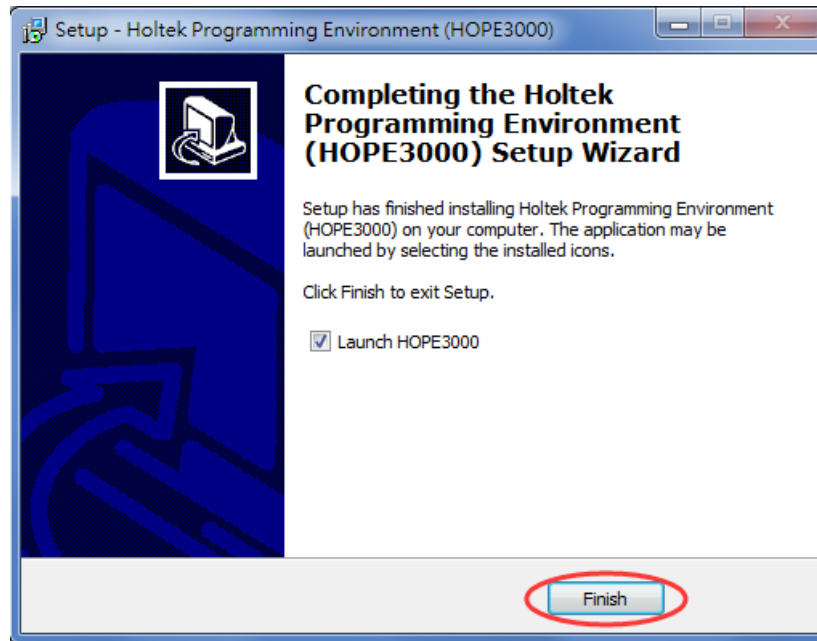 Setup - Holtek Programming Environment (HOPE3000)
Completing the Holtek
Programming Environment
(HOPE3000) Setup Wizard
Setup has finished installing Holtek Programming Environment
(HOPE3000) on your computer. The application may be
launched by selecting the installed icons.
Click Finish to exit Setup.
Launch HOPE3000
Finish